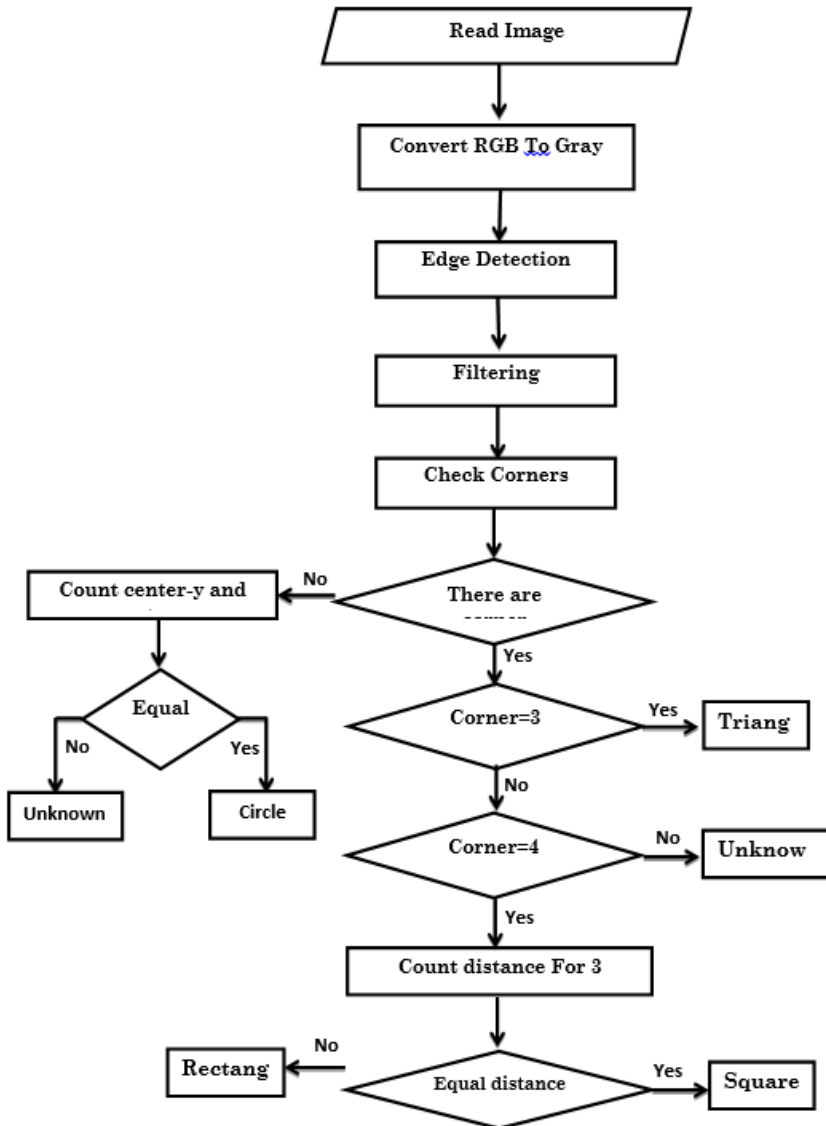 Read Image
Convert RGB To Gray
Edge Detection
Filtering
Check Corners
There are
No
Count center-y and
Yes
Equal
No
Yes
Unknown
Circle
Corner=3
Yes
Triang
No
Corner=4
No
Unknow
Yes
Count distance For 3
Equal distance
No
Rectang
Yes
Square